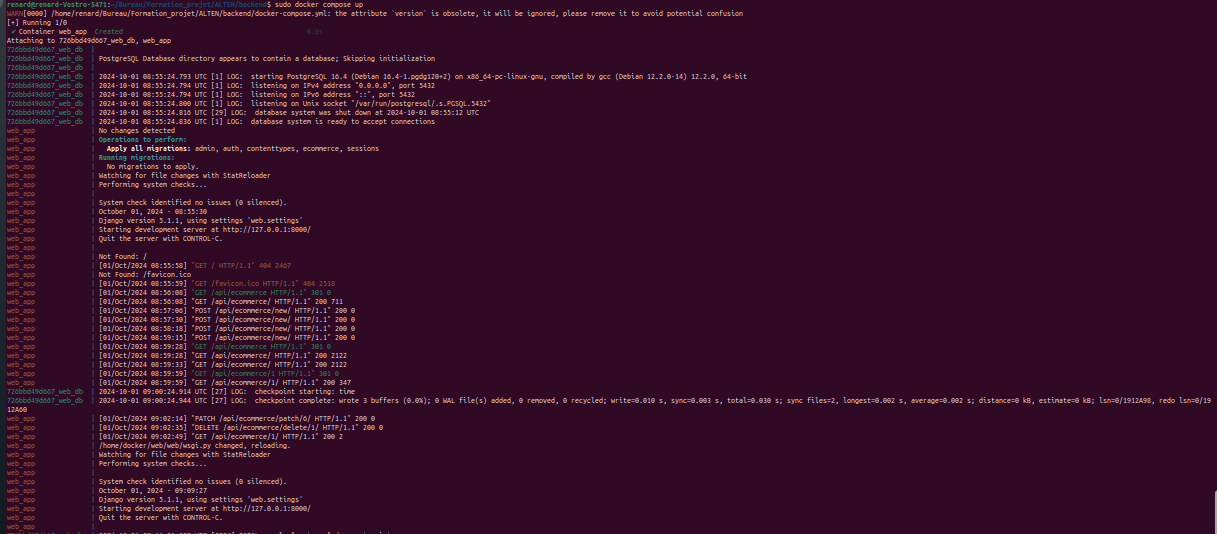 renard@renard-Vostro-5471:~/Bureau/Formation_projet/ALTEN/backend$ sudo docker compose up
WARN[0000] /home/renard/Bureau/Formation_projet/ALTEN/backend/docker-compose.yml: the attribute `version` is obsolete, it will be ignored, please remove it to avoid potential confusion
[+] Running 1/0
✔ Container web_app Created 0.0s
Attaching to 726bbd49d667_web_db, web_app
726bbd49d667_web_db |
726bbd49d667_web_db | PostgreSQL Database directory appears to contain a database; Skipping initialization
726bbd49d667_web_db |
726bbd49d667_web_db | 2024-10-01 08:55:24.793 UTC [1] LOG: starting PostgreSQL 16.4 (Debian 16.4-1.pgdg120+2) on x86_64-pc-linux-gnu, compiled by gcc (Debian 12.2.0-14) 12.2.0, 64-bit
726bbd49d667_web_db | 2024-10-01 08:55:24.794 UTC [1] LOG: listening on IPv4 address "0.0.0.0", port 5432
726bbd49d667_web_db | 2024-10-01 08:55:24.794 UTC [1] LOG: listening on IPv6 address "::", port 5432
726bbd49d667_web_db | 2024-10-01 08:55:24.800 UTC [1] LOG: listening on Unix socket "/var/run/postgresql/.s.PGSQL.5432"
726bbd49d667_web_db | 2024-10-01 08:55:24.816 UTC [29] LOG: database system was shut down at 2024-10-01 08:55:12 UTC
726bbd49d667_web_db | 2024-10-01 08:55:24.836 UTC [1] LOG: database system is ready to accept connections
web_app | No changes detected
web_app | Operations to perform:
web_app | Apply all migrations: admin, auth, contenttypes, ecommerce, sessions
web_app | Running migrations:
web_app | No migrations to apply.
web_app | Watching for file changes with StatReloader
web_app | Performing system checks...
web_app |
web_app | System check identified no issues (0 silenced).
web_app | October 01, 2024 - 08:55:30
web_app | Django version 5.1.1, using settings 'web.settings'
web_app | Starting development server at http://127.0.0.1:8000/
web_app | Quit the server with CONTROL-C.
web_app |
web_app | Not Found: /
web_app | [01/Oct/2024 08:55:58] "GET / HTTP/1.1" 404 2467
web_app | Not Found: /favicon.ico
web_app | [01/Oct/2024 08:55:59] "GET /favicon.ico HTTP/1.1" 404 2518
web_app | [01/Oct/2024 08:56:08] "GET /api/ecommerce HTTP/1.1" 301 0
web_app | [01/Oct/2024 08:56:08] "GET /api/ecommerce/ HTTP/1.1" 200 711
web_app | [01/Oct/2024 08:57:06] "POST /api/ecommerce/new/ HTTP/1.1" 200 0
web_app | [01/Oct/2024 08:57:30] "POST /api/ecommerce/new/ HTTP/1.1" 200 0
web_app | [01/Oct/2024 08:58:18] "POST /api/ecommerce/new/ HTTP/1.1" 200 0
web_app | [01/Oct/2024 08:59:15] "POST /api/ecommerce/new/ HTTP/1.1" 200 0
web_app | [01/Oct/2024 08:59:28] "GET /api/ecommerce HTTP/1.1" 301 0
web_app | [01/Oct/2024 08:59:28] "GET /api/ecommerce/ HTTP/1.1" 200 2122
web_app | [01/Oct/2024 08:59:33] "GET /api/ecommerce/ HTTP/1.1" 200 2122
web_app | [01/Oct/2024 08:59:59] "GET /api/ecommerce/1 HTTP/1.1" 301 0
web_app | [01/Oct/2024 08:59:59] "GET /api/ecommerce/1/ HTTP/1.1" 200 347
726bbd49d667_web_db | 2024-10-01 09:00:24.914 UTC [27] LOG: checkpoint starting: time
726bbd49d667_web_db | 2024-10-01 09:00:24.944 UTC [27] LOG: checkpoint complete: wrote 3 buffers (0.0%); 0 WAL file(s) added, 0 removed, 0 recycled; write=0.010 s, sync=0.003 s, total=0.030 s; sync files=2, longest=0.002 s, average=0.002 s; distance=0 kB, estimate=0 kB; lsn=0/1912A98, redo lsn=0/19
12A60
web_app | [01/Oct/2024 09:02:14] "PATCH /api/ecommerce/patch/6/ HTTP/1.1" 200 0
web_app | [01/Oct/2024 09:02:35] "DELETE /api/ecommerce/delete/1/ HTTP/1.1" 200 0
web_app | [01/Oct/2024 09:02:49] "GET /api/ecommerce/1/ HTTP/1.1" 200 2
web_app | /home/docker/web/web/wsgi.py changed, reloading.
web_app | Watching for file changes with StatReloader
web_app | Performing system checks...
web_app |
web_app | System check identified no issues (0 silenced).
web_app | October 01, 2024 - 09:09:27
web_app | Django version 5.1.1, using settings 'web.settings'
web_app | Starting development server at http://127.0.0.1:8000/
web_app | Quit the server with CONTROL-C.
web_app |